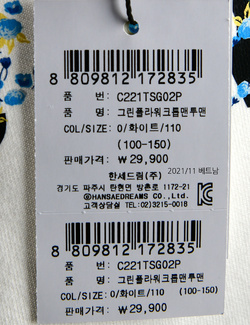 8 809812 172835
품 번: C221TSG02P
품 명: 그린플라워크롭맨투맨
COL/SIZE: 0/화이트/110
(100-150)
판매가격: ₩29,900
2021/11 베트남
한세드림(주)
경기도 파주시 탄현면 방촌로 1172-21
ⓒHANSAEDREAMS CO.,LTD
고객상담실 TEL:02)3215-0018
8 809812 172835
품 번: C221TSG02P
품 명: 그린플라워크롭맨투맨
COL/SIZE: 0/화이트/110 (100-150)
판매가격: ₩29,900